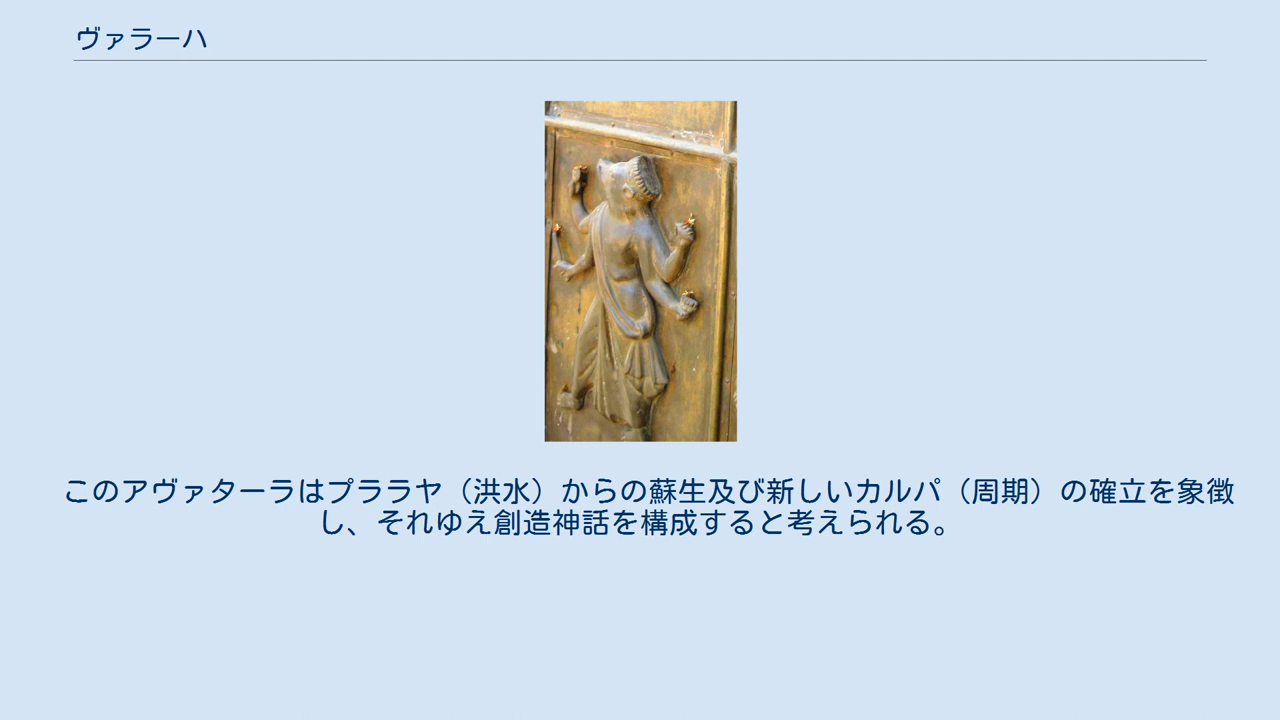 ヴァラーハ
このアヴァターラはプララヤ（洪水）からの蘇生及び新しいカルパ（周期）の確立を象徴
し、それゆえ創造神話を構成すると考えられる。